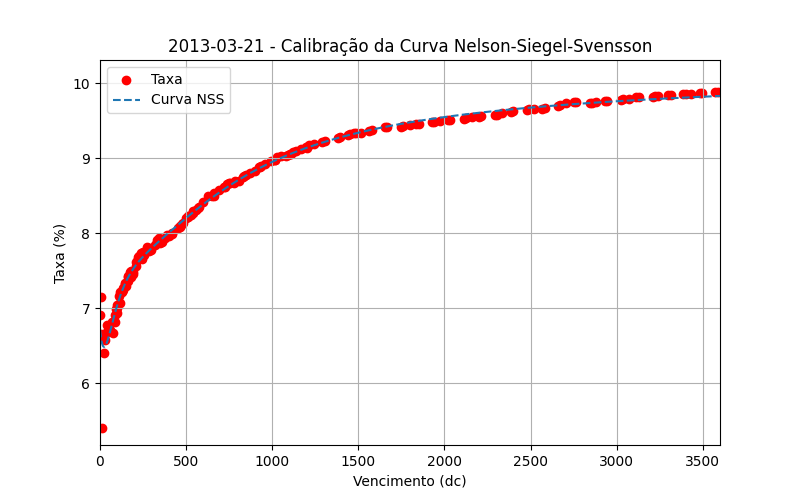 2013-03-21 - Calibração da Curva Nelson-Siegel-Svensson
Taxa
Curva NSS
10
9
8
7
6
Taxa (%)
0 500 1000 1500 2000 2500 3000 3500
Vencimento (dc)